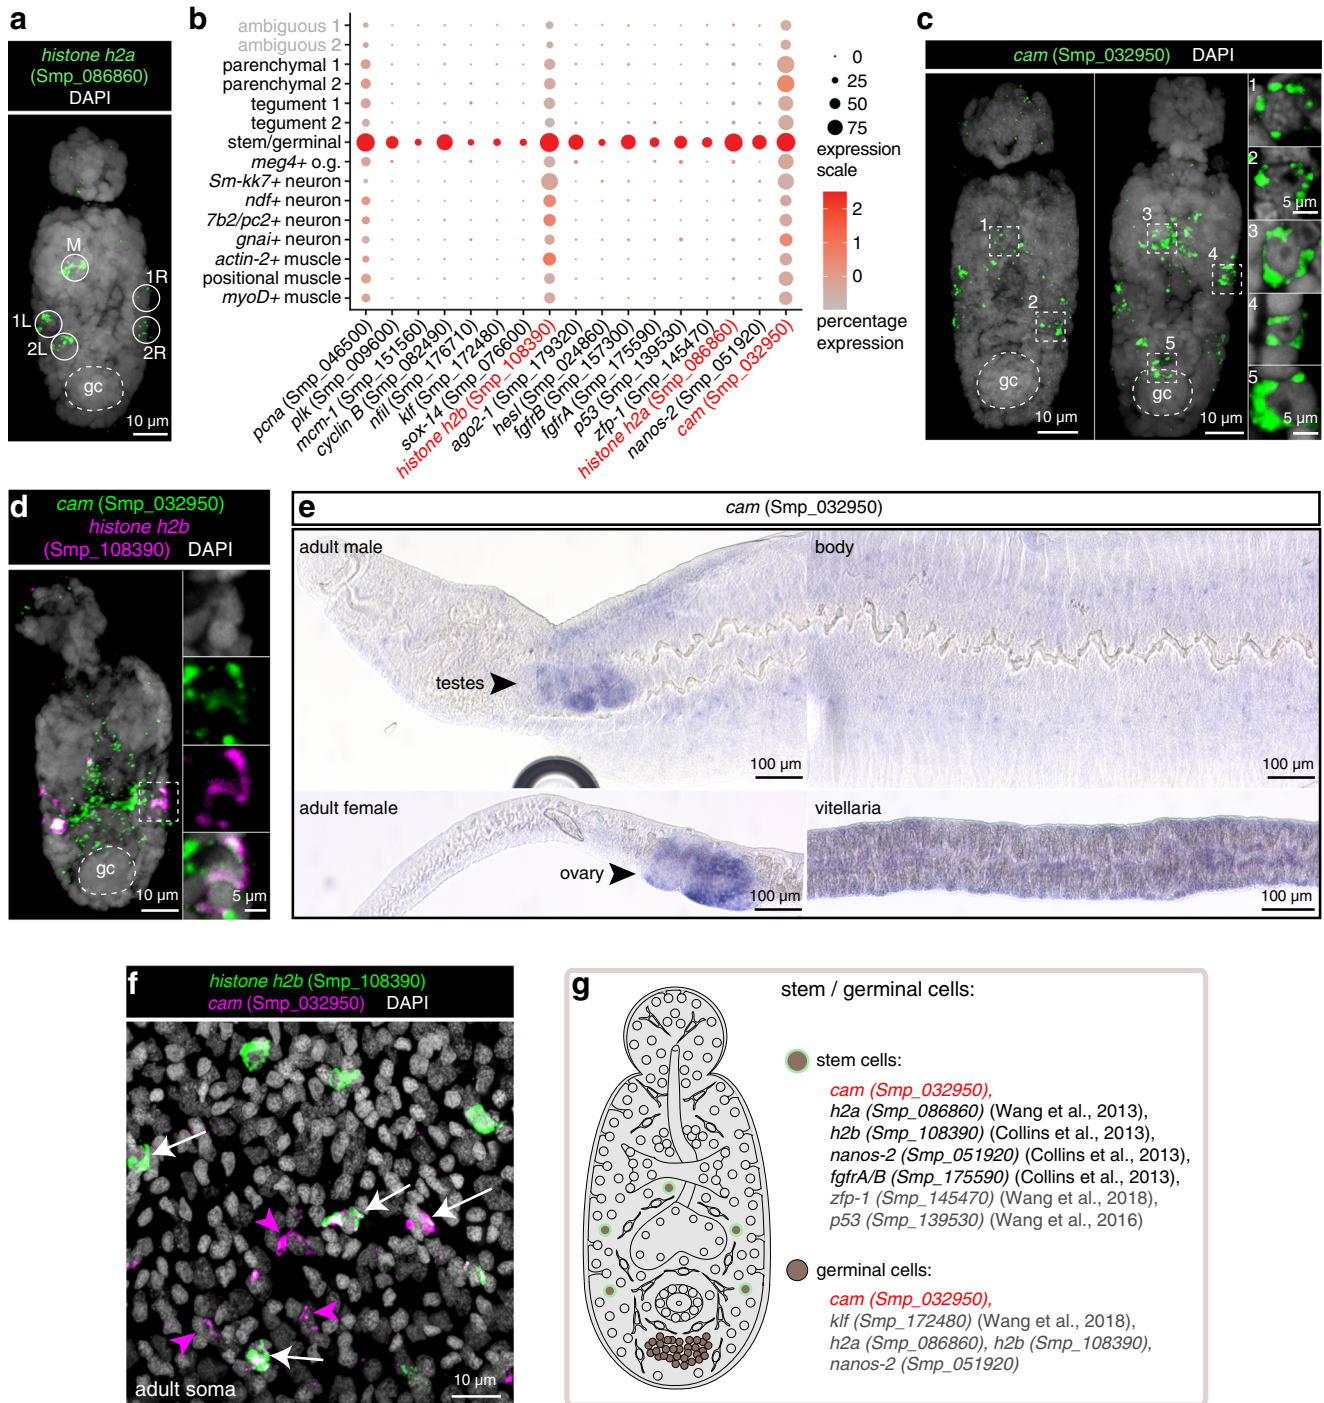 a
histone h2a
(Smp_086860)
DAPI
M
1R
1L
2L
2R
gc
10 µm
b
ambiguous 1
ambiguous 2
parenchymal 1
parenchymal 2
tegument 1
tegument 2
stem/germinal
meg4+ o.g.
Sm-kk7+ neuron
ndf+ neuron
7b2/pc2+ neuron
gnai+ neuron
actin-2+ muscle
positional muscle
myoD+ muscle
pcna (Smp_046500)
plk (Smp_009600)
mcm-1 (Smp_151560)
cyclin B (Smp_082490)
nfil (Smp_176710)
klf (Smp_172480)
sox-14 (Smp_076600)
histone h2b (Smp_108390)
ago2-1 (Smp_179320)
hesl (Smp_024860)
fgfrB (Smp_157300)
fgfrA (Smp_175590)
p53 (Smp_139530)
zfp-1 (Smp_145470)
histone h2a (Smp_086860)
nanos-2 (Smp_051920)
cam (Smp_032950)
0
25
50
75
expression
scale
2
1
0
percentage
expression
c
cam (Smp_032950) DAPI
1
2
gc
10 µm
3
4
5
gc
10 µm
1
2
5 µm
3
4
5
d
cam (Smp_032950)
histone h2b
(Smp_108390) DAPI
gc
10 µm
5 µm
e
cam (Smp_032950)
adult male
testes
100 µm
body
100 µm
adult female
ovary
100 µm
vitellaria
100 µm
f
histone h2b (Smp_108390)
cam (Smp_032950) DAPI
adult soma
10 µm
g
stem / germinal cells:
stem cells:
cam (Smp_032950),
h2a (Smp_086860) (Wang et al., 2013),
h2b (Smp_108390) (Collins et al., 2013),
nanos-2 (Smp_051920) (Collins et al., 2013),
fgfrA/B (Smp_175590) (Collins et al., 2013),
zfp-1 (Smp_145470) (Wang et al., 2018),
p53 (Smp_139530) (Wang et al., 2016)
germinal cells:
cam (Smp_032950),
klf (Smp_172480) (Wang et al., 2018),
h2a (Smp_086860), h2b (Smp_108390),
nanos-2 (Smp_051920)